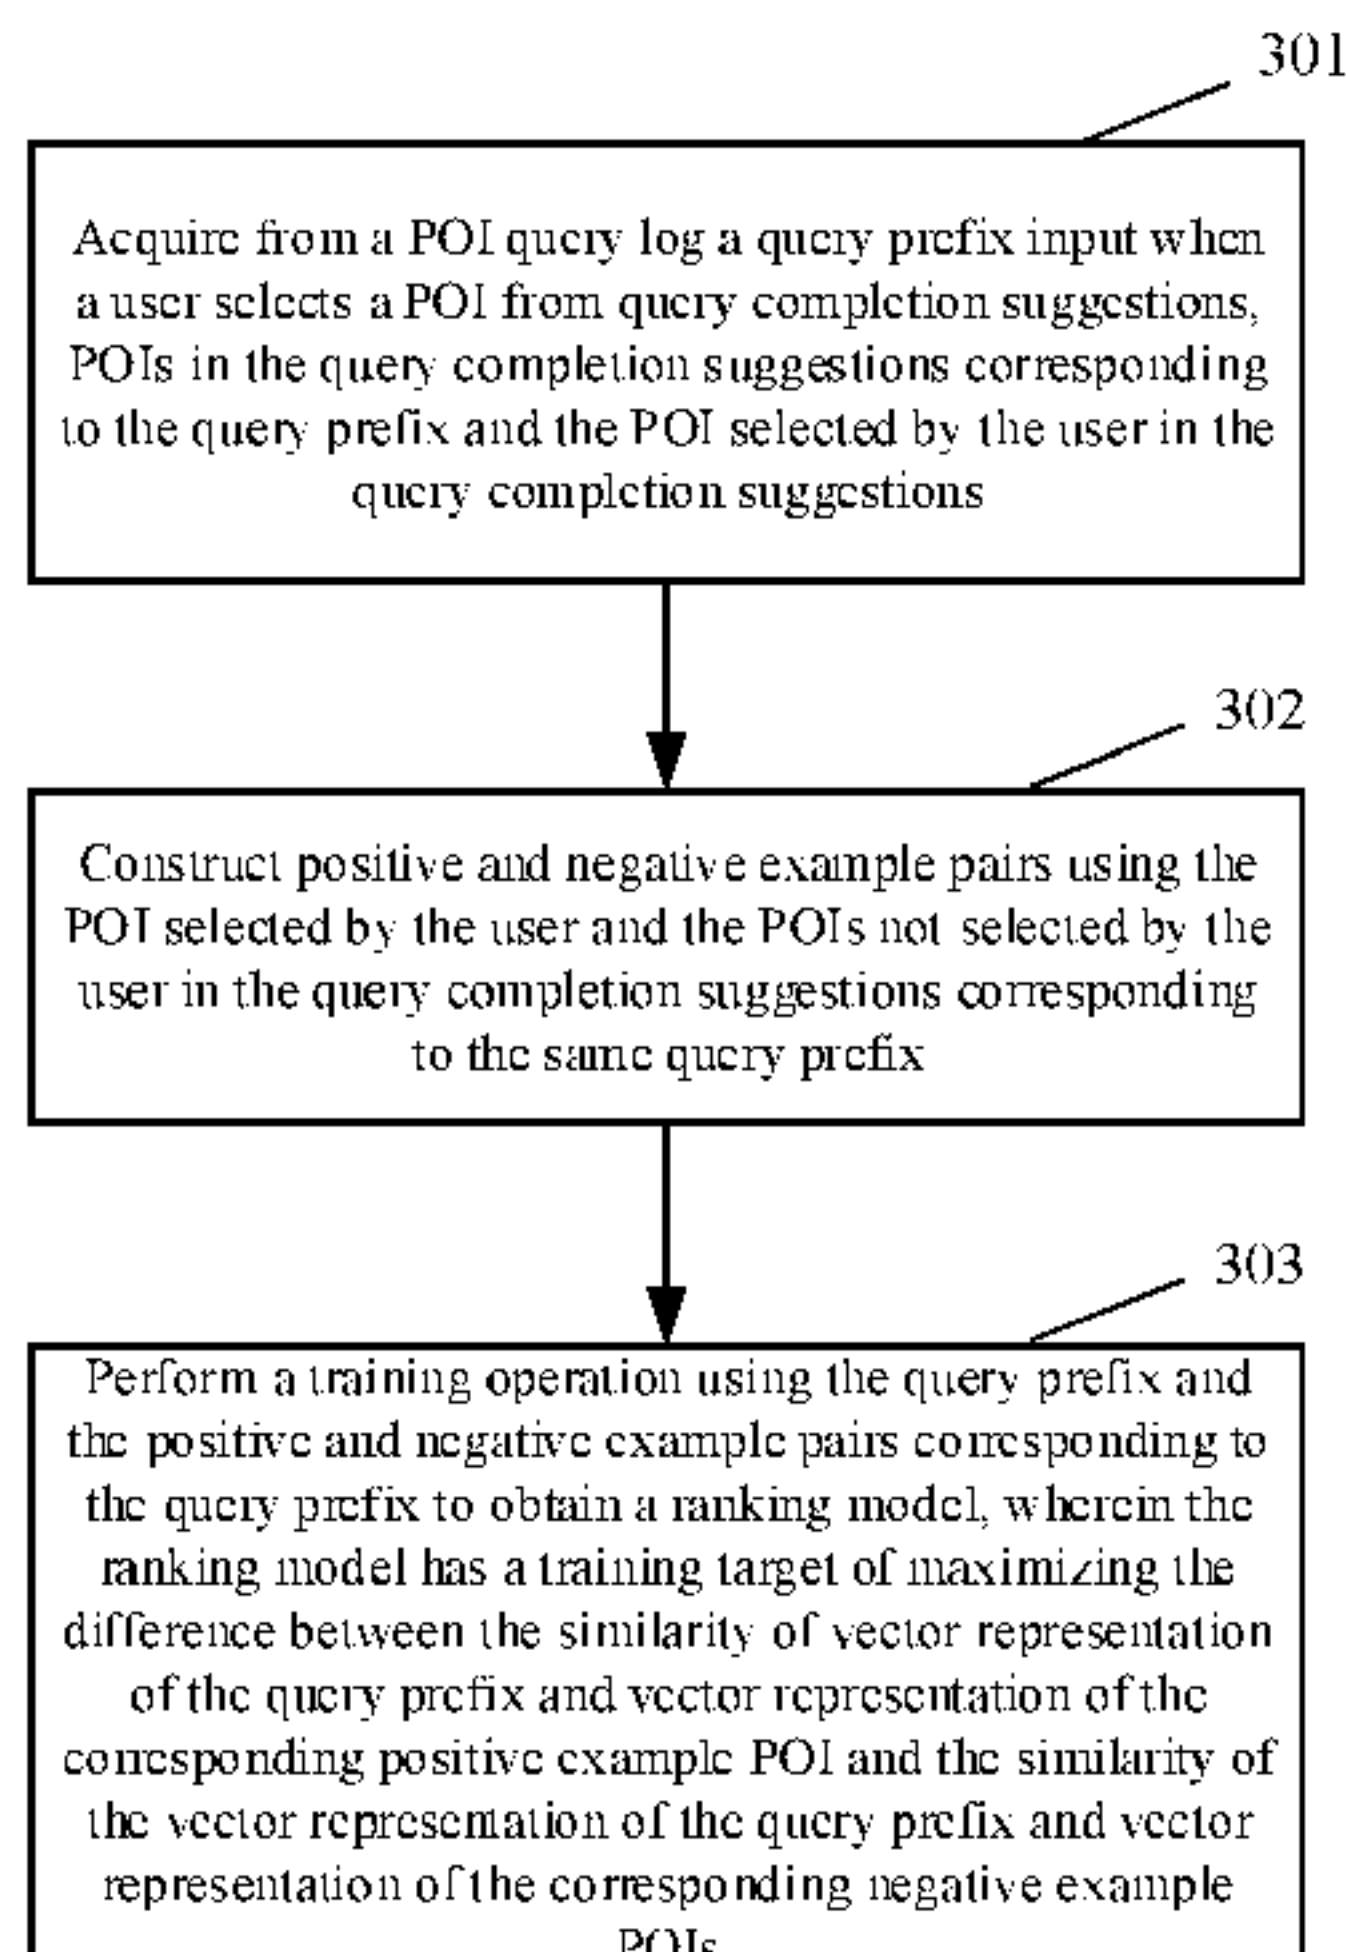 301
Acquire from a POI query log a query prefix input when
a user selects a POI from query completion suggestions,
POIs in the query completion suggestions corresponding
to the query prefix and the POI selected by the user in the
query completion suggestions
302
Construct positive and negative example pairs using the
POI selected by the user and the POIs not selected by the
user in the query completion suggestions corresponding
to the same query prefix
303
Perform a training operation using the query prefix and
the positive and negative example pairs corresponding to
the query prefix to obtain a ranking model, wherein the
ranking model has a training target of maximizing the
difference between the similarity of vector representation
of the query prefix and vector representation of the
corresponding positive example POI and the similarity of
the vector representation of the query prefix and vector
representation of the corresponding negative example
POIs